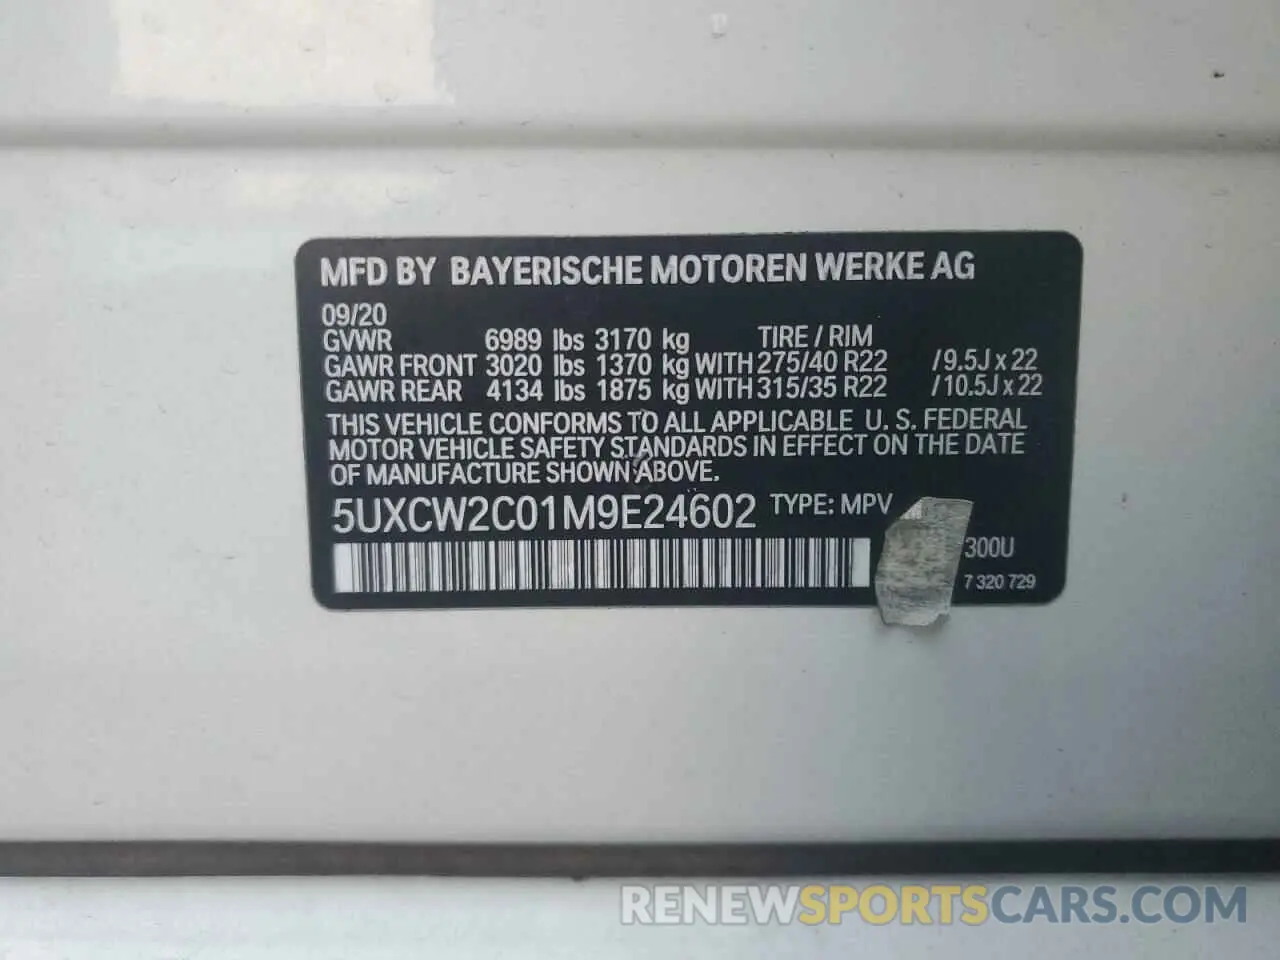 MFD BY BAYERISCHE MOTOREN WERKE AG
09/20
GVWR 6989 lbs 3170 kg TIRE / RIM
GAWR FRONT 3020 lbs 1370 kg WITH 275/40 R22 / 9.5J x 22
GAWR REAR 4134 lbs 1875 kg WITH 315/35 R22 / 10.5J x 22
THIS VEHICLE CONFORMS TO ALL APPLICABLE U. S. FEDERAL
MOTOR VEHICLE SAFETY STANDARDS IN EFFECT ON THE DATE
OF MANUFACTURE SHOWN ABOVE.
5UXCW2C01M9E24602 TYPE: MPV
300U
7 320 729
RENEWSPORTSCARS.COM